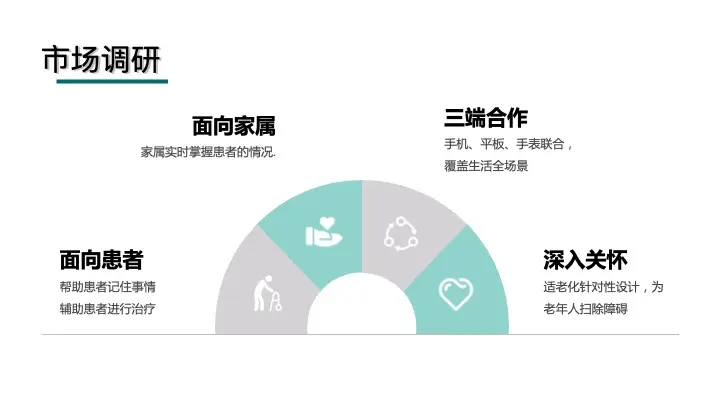 市场调研
面向家属
家属实时掌握患者的情况.
三端合作
手机、平板、手表联合，
覆盖生活全场景
面向患者
帮助患者记住事情
辅助患者进行治疗
深入关怀
适老化针对性设计，为
老年人扫除障碍